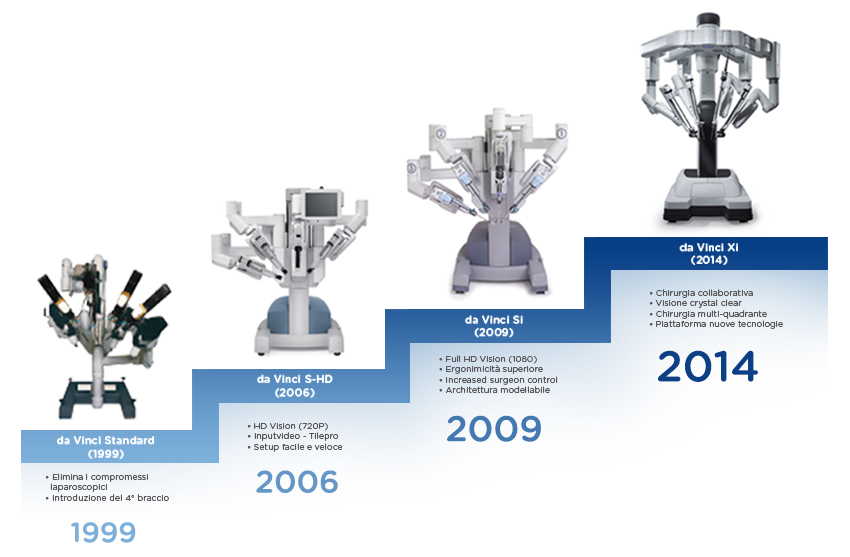 da Vinci Standard
(1999)
• Elimina i compromessi
laparoscopici
• Introduzione del 4° braccio
1999
da Vinci S-HD
(2006)
• HD Vision (720P)
• Inputvideo - Tilepro
• Setup facile e veloce
2006
da Vinci Si
(2009)
• Full HD Vision (1080)
• Ergonimicità superiore
• Increased surgeon control
• Architettura modellabile
2009
da Vinci Xi
(2014)
• Chirurgia collaborativa
• Visione crystal clear
• Chirurgia multi-quadrante
• Piattaforma nuove tecnologie
2014